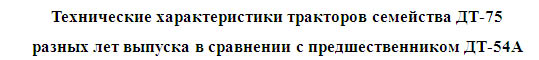 Технические характеристики тракторов семейства ДТ-75
разных лет выпуска в сравнении с предшественником ДТ-54А